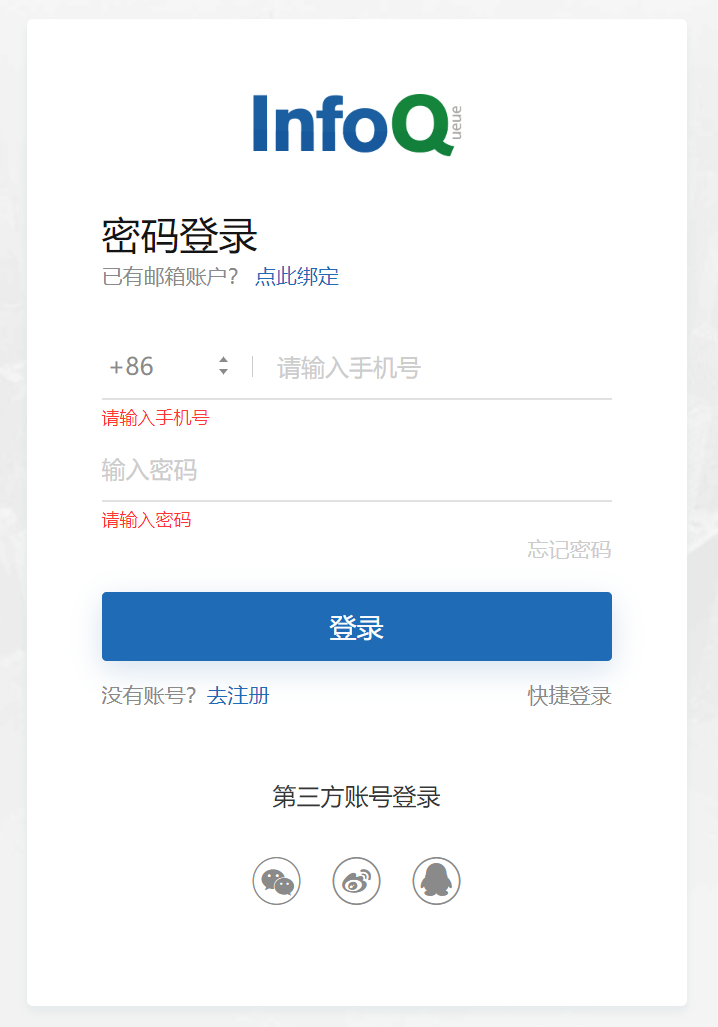 InfoQ ueue
密码登录
已有邮箱账户? 点此绑定
+86 请输入手机号
请输入手机号
输入密码
请输入密码
忘记密码
登录
没有账号? 去注册 快捷登录
第三方账号登录